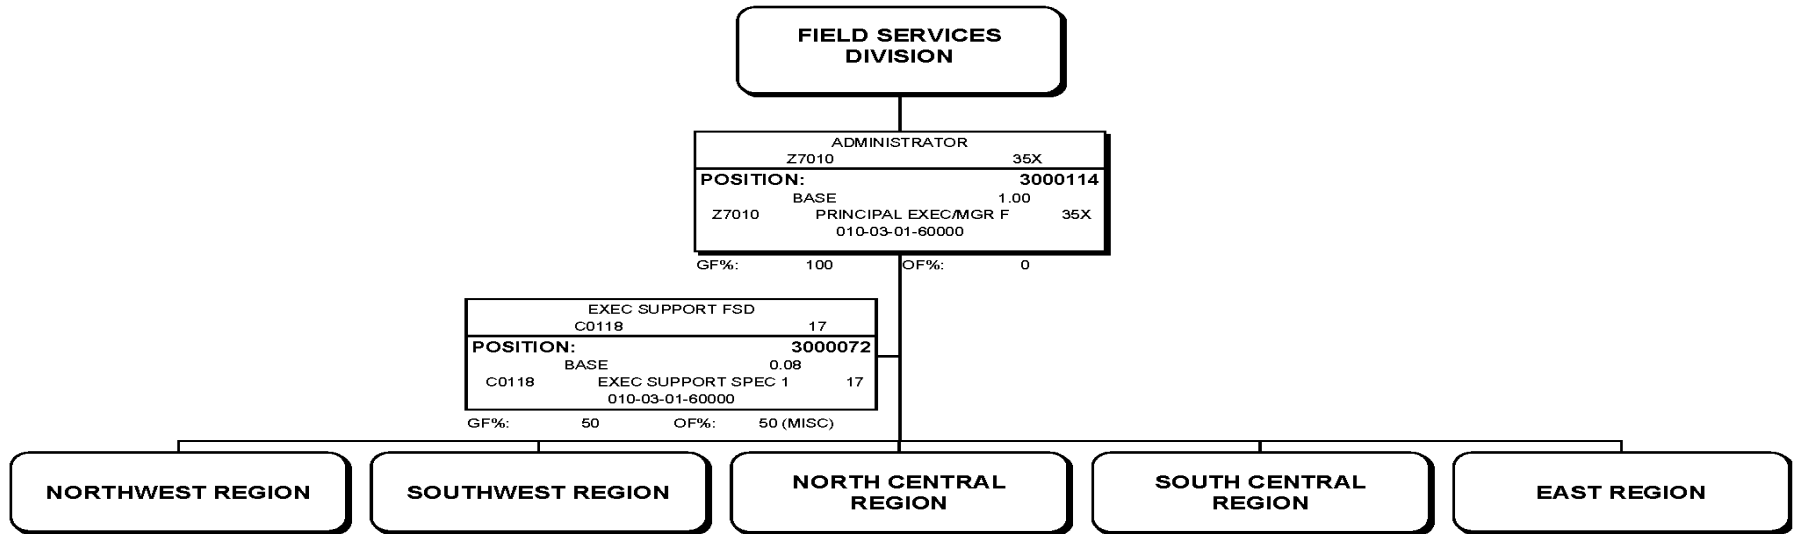 FIELD SERVICES
DIVISION
ADMINISTRATOR
Z7010 35X
POSITION: 3000114
BASE 1.00
Z7010 PRINCIPAL EXEC/MGR F 35X
010-03-01-60000
GF%: 100 OF%: 0
EXEC SUPPORT FSD
C0118 17
POSITION: 3000072
BASE 0.08
C0118 EXEC SUPPORT SPEC 1 17
010-03-01-60000
GF%: 50 OF%: 50 (MISC)
NORTHWEST REGION
SOUTHWEST REGION
NORTH CENTRAL
REGION
SOUTH CENTRAL
REGION
EAST REGION